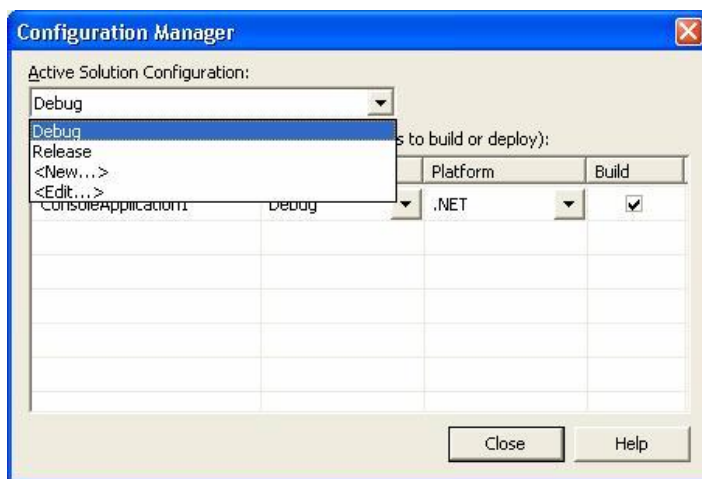 Configuration Manager
Active Solution Configuration:
Debug
Debug
Release
<New...>
<Edit...>
s to build or deploy):
Platform Build
ConsoleApplication1 Debug .NET
Close Help